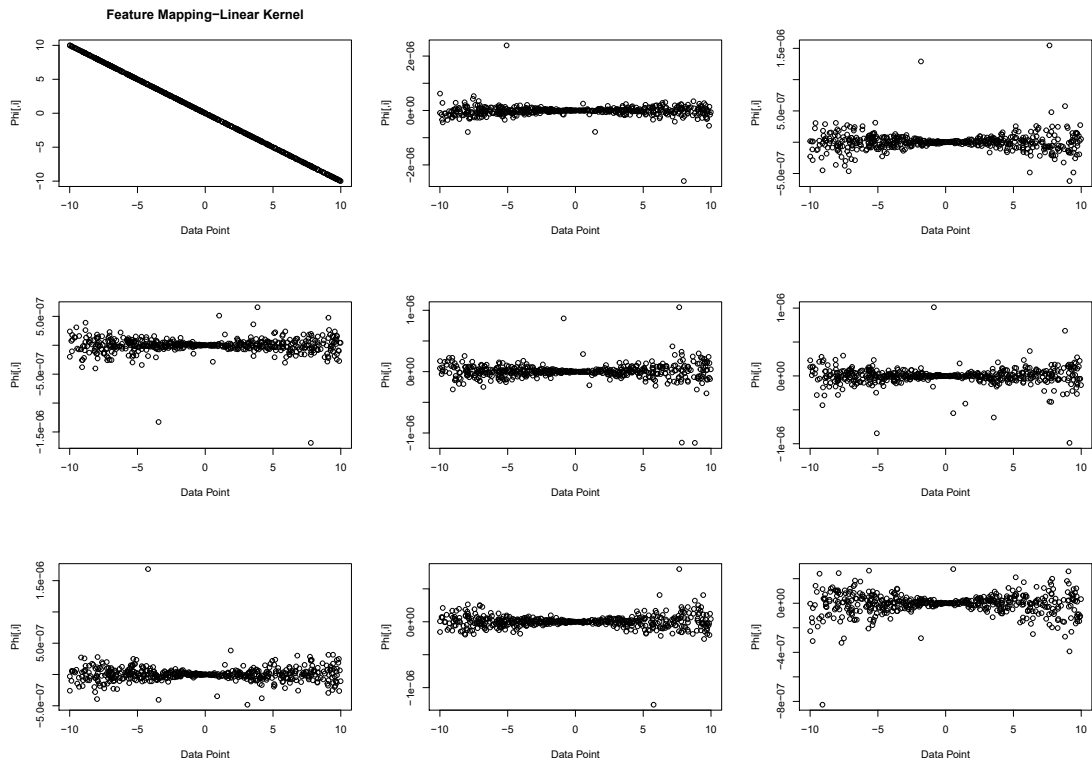 Feature Mapping−Linear Kernel
Phi[,i]
10
5
0
−5
−10
−10 −5 0 5 10
Data Point
Phi[,i]
2e−06
0e+00
−2e−06
−10 −5 0 5 10
Data Point
Phi[,i]
1.5e−06
5.0e−07
−5.0e−07
−10 −5 0 5 10
Data Point
Phi[,i]
5.0e−07
−5.0e−07
−1.5e−06
−10 −5 0 5 10
Data Point
Phi[,i]
1e−06
0e+00
−1e−06
−10 −5 0 5 10
Data Point
Phi[,i]
1e−06
0e+00
−1e−06
−10 −5 0 5 10
Data Point
Phi[,i]
1.5e−06
5.0e−07
−5.0e−07
−10 −5 0 5 10
Data Point
Phi[,i]
0e+00
−1e−06
−10 −5 0 5 10
Data Point
Phi[,i]
0e+00
−4e−07
−8e−07
−10 −5 0 5 10
Data Point